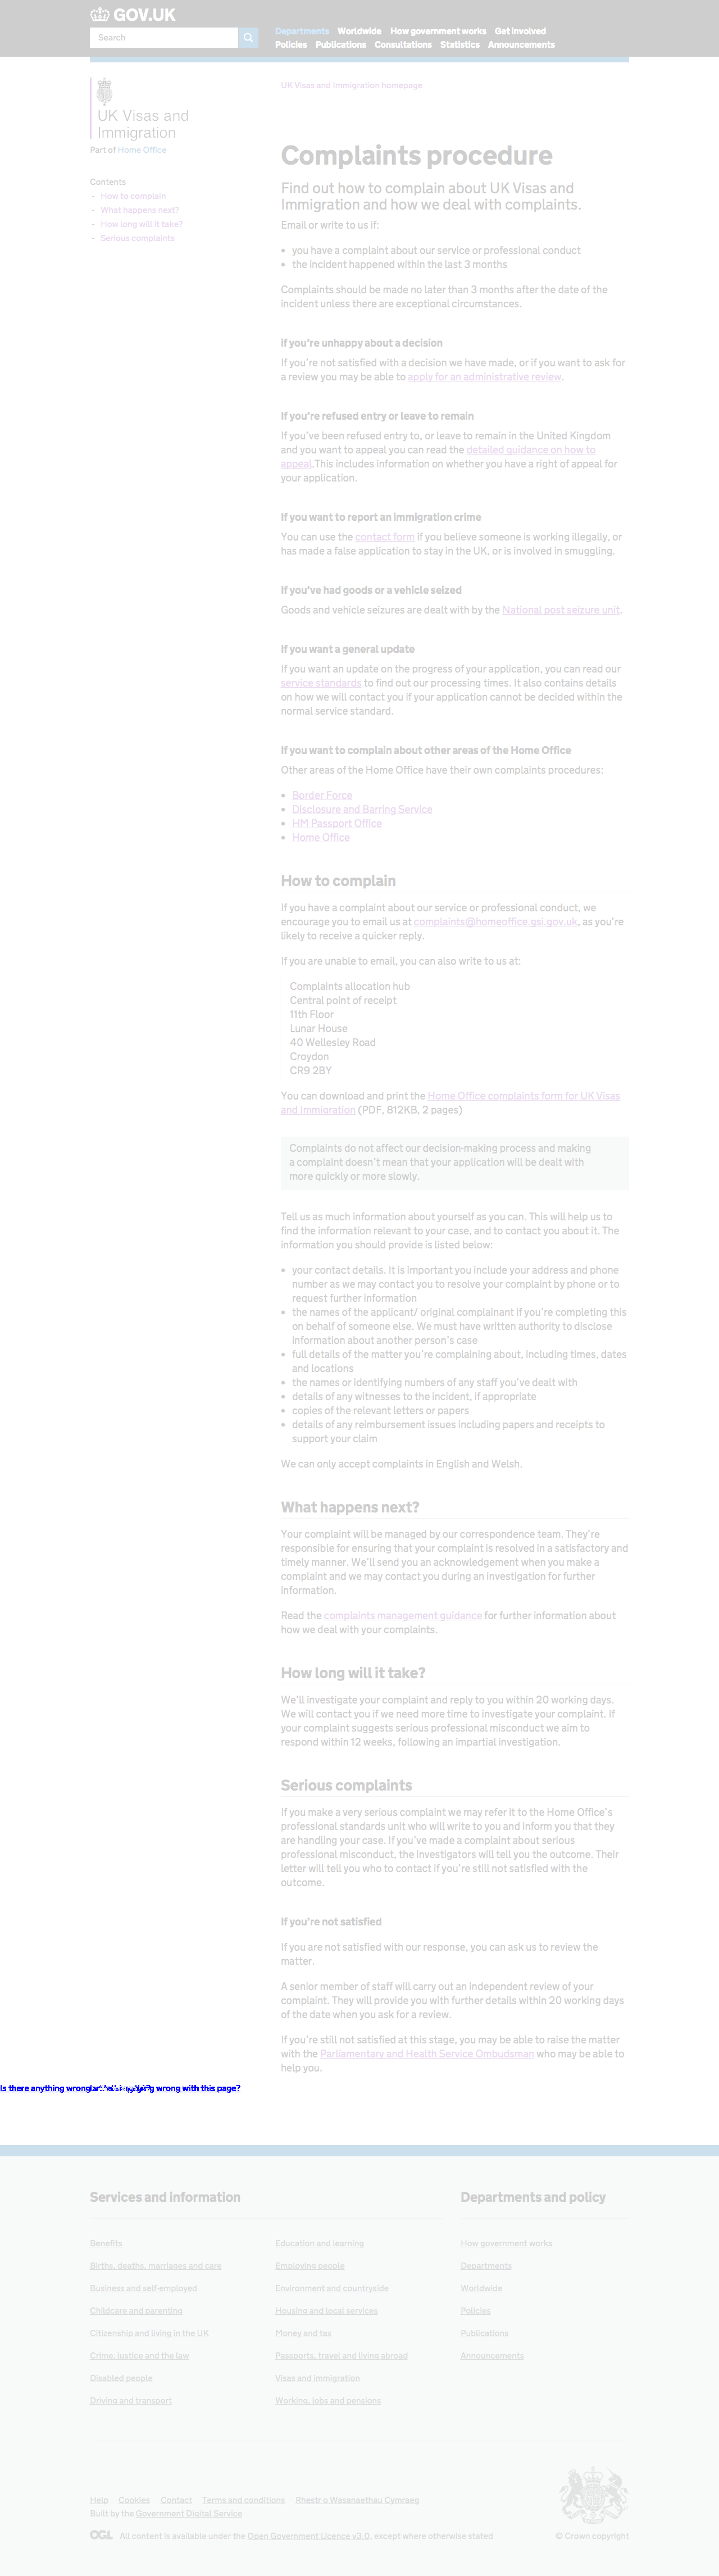 GOV.UK
Search
Departments Worldwide How government works Get involved
Policies Publications Consultations Statistics Announcements
UK Visas and Immigration homepage
UK Visas and
Immigration
Part of Home Office
Contents
- How to complain
- What happens next?
- How long will it take?
- Serious complaints
Complaints procedure
Find out how to complain about UK Visas and
Immigration and how we deal with complaints.
Email or write to us if:
• you have a complaint about our service or professional conduct
• the incident happened within the last 3 months
Complaints should be made no later than 3 months after the date of the
incident unless there are exceptional circumstances.
if you're unhappy about a decision
If you're not satisfied with a decision we have made, or if you want to ask for
a review you may be able to apply for an administrative review.
If you're refused entry or leave to remain
If you've been refused entry to, or leave to remain in the United Kingdom
and you want to appeal you can read the detailed guidance on how to
appeal.This includes information on whether you have a right of appeal for
your application.
If you want to report an immigration crime
You can use the contact form if you believe someone is working illegally, or
has made a false application to stay in the UK, or is involved in smuggling.
If you've had goods or a vehicle seized
Goods and vehicle seizures are dealt with by the National post seizure unit.
If you want a general update
If you want an update on the progress of your application, you can read our
service standards to find out our processing times. It also contains details
on how we will contact you if your application cannot be decided within the
normal service standard.
If you want to complain about other areas of the Home Office
Other areas of the Home Office have their own complaints procedures:
• Border Force
• Disclosure and Barring Service
• HM Passport Office
• Home Office
How to complain
If you have a complaint about our service or professional conduct, we
encourage you to email us at complaints@homeoffice.gsi.gov.uk, as you're
likely to receive a quicker reply.
If you are unable to email, you can also write to us at:
Complaints allocation hub
Central point of receipt
11th Floor
Lunar House
40 Wellesley Road
Croydon
CR9 2BY
You can download and print the Home Office complaints form for UK Visas
and Immigration (PDF, 812KB, 2 pages)
Complaints do not affect our decision-making process and making
a complaint doesn't mean that your application will be dealt with
more quickly or more slowly.
Tell us as much information about yourself as you can. This will help us to
find the information relevant to your case, and to contact you about it. The
information you should provide is listed below:
• your contact details. It is important you include your address and phone
number as we may contact you to resolve your complaint by phone or to
request further information
• the names of the applicant/ original complainant if you're completing this
on behalf of someone else. We must have written authority to disclose
information about another person's case
• full details of the matter you're complaining about, including times, dates
and locations
• the names or identifying numbers of any staff you've dealt with
• details of any witnesses to the incident, if appropriate
• copies of the relevant letters or papers
• details of any reimbursement issues including papers and receipts to
support your claim
We can only accept complaints in English and Welsh.
What happens next?
Your complaint will be managed by our correspondence team. They're
responsible for ensuring that your complaint is resolved in a satisfactory and
timely manner. We'll send you an acknowledgement when you make a
complaint and we may contact you during an investigation for further
information.
Read the complaints management guidance for further information about
how we deal with your complaints.
How long will it take?
We'll investigate your complaint and reply to you within 20 working days.
We will contact you if we need more time to investigate your complaint. If
your complaint suggests serious professional misconduct we aim to
respond within 12 weeks, following an impartial investigation.
Serious complaints
If you make a very serious complaint we may refer it to the Home Office's
professional standards unit who will write to you and inform you that they
are handling your case. If you've made a complaint about serious
professional misconduct, the investigators will tell you the outcome. Their
letter will tell you who to contact if you're still not satisfied with the
outcome.
If you're not satisfied
If you are not satisfied with our response, you can ask us to review the
matter.
A senior member of staff will carry out an independent review of your
complaint. They will provide you with further details within 20 working days
of the date when you ask for a review.
If you're still not satisfied at this stage, you may be able to raise the matter
with the Parliamentary and Health Service Ombudsman who may be able to
help you.
Is there anything wrong wrong with this page?
Services and information Departments and policy
Benefits Education and learning How government works
Births, deaths, marriages and care Employing people Departments
Business and self-employed Environment and countryside Worldwide
Childcare and parenting Housing and local services Policies
Citizenship and living in the UK Money and tax Publications
Crime, justice and the law Passports, travel and living abroad Announcements
Disabled people Visas and immigration
Driving and transport Working, jobs and pensions
Help Cookies Contact Terms and conditions Rhestr o Wasanaethau Cymraeg
Built by the Government Digital Service
OGL All content is available under the Open Government Licence v3.0, except where otherwise stated
© Crown copyright